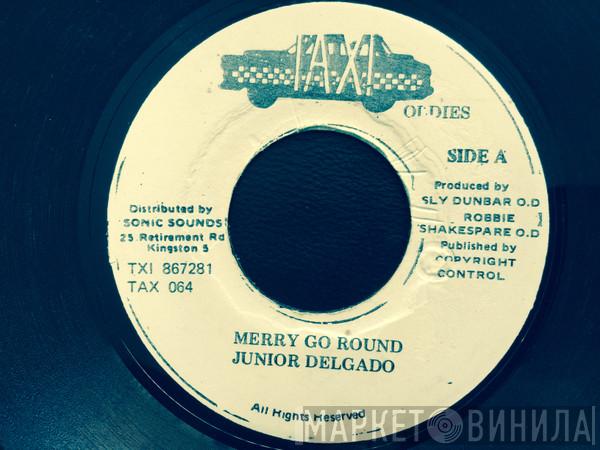 TAXI
OLDIES
SIDE A
Produced by
SLY DUNBAR O.D
ROBBIE
SHAKESPARE O.D
Published by
COPYRIGHT
CONTROL
Distributed by
SONIC SOUNDS
25 Retirement Rd
Kingston 5
TXI 867281
TAX 064
MERRY GO ROUND
JUNIOR DELGADO
All Rights Reserved
МАРКЕТ ВИНИЛА